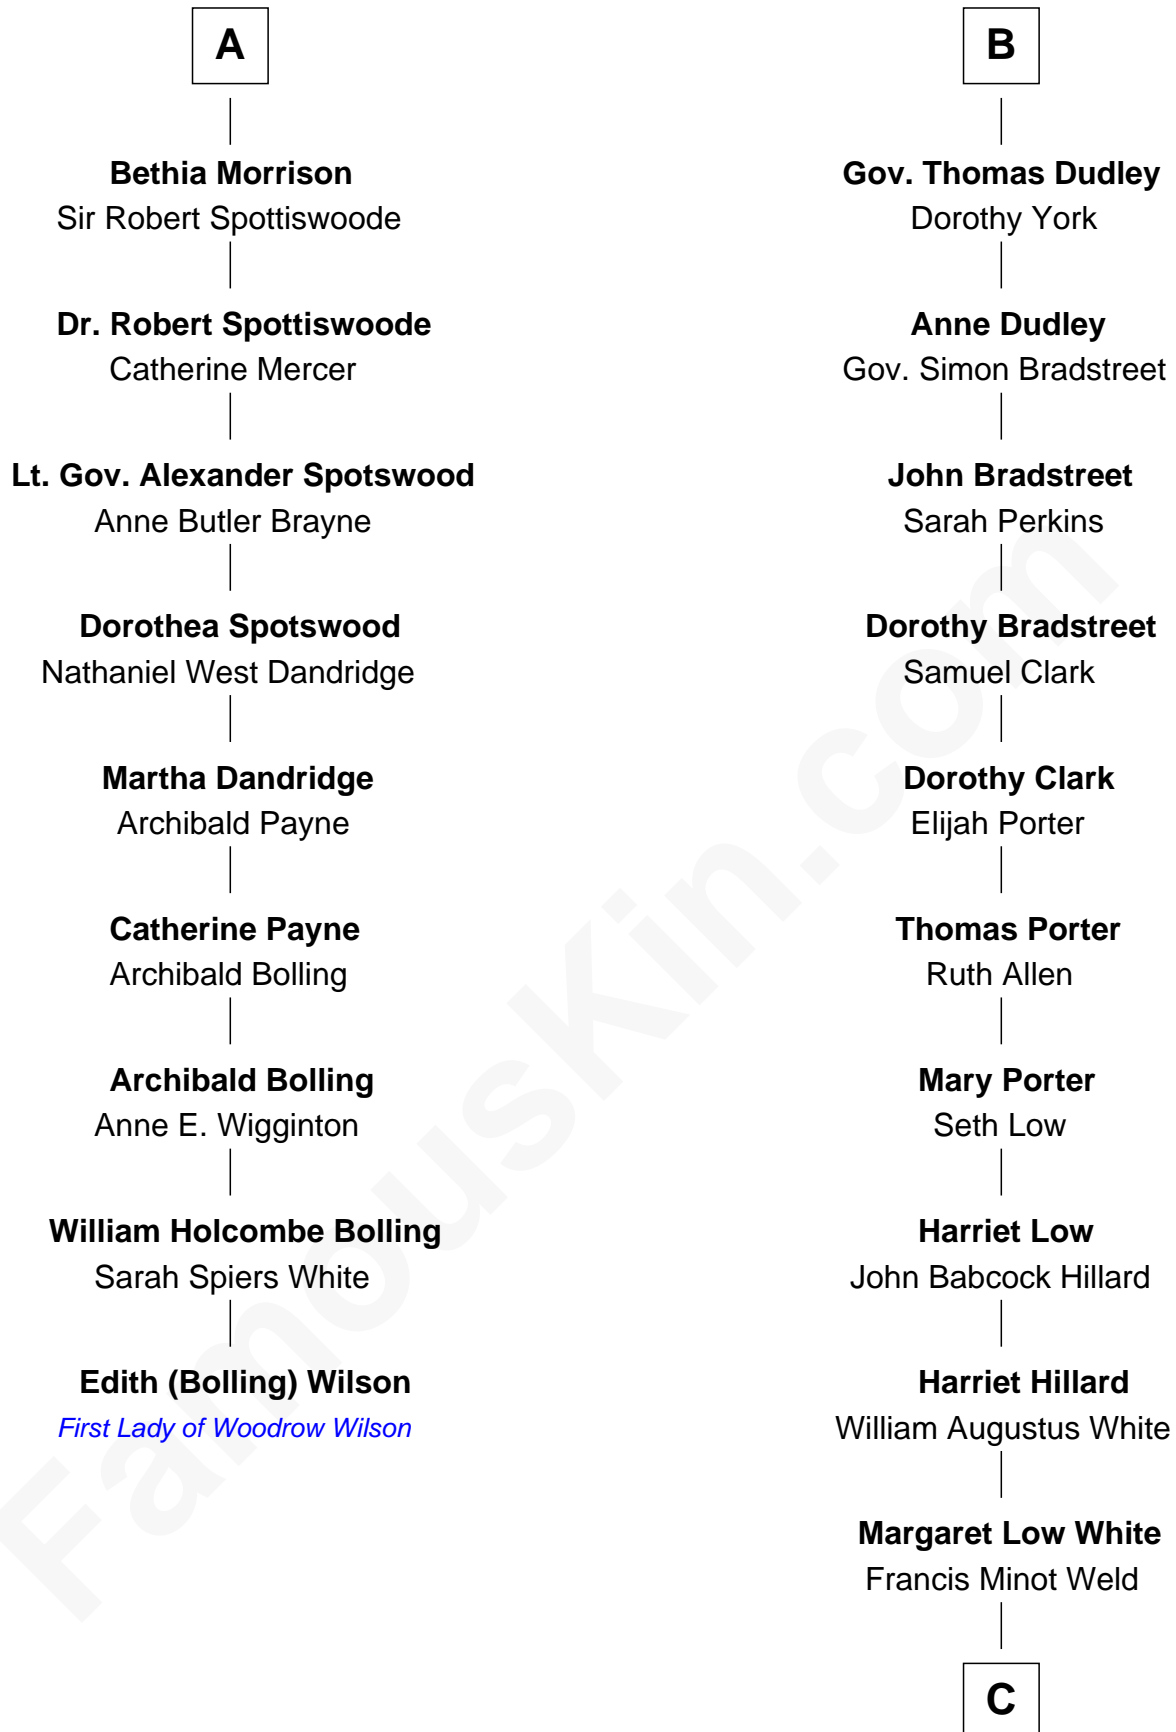 A
Bethia Morrison
Sir Robert Spottiswoode
Dr. Robert Spottiswoode
Catherine Mercer
Lt. Gov. Alexander Spotswood
Anne Butler Brayne
Dorothea Spotswood
Nathaniel West Dandridge
Martha Dandridge
Archibald Payne
Catherine Payne
Archibald Bolling
Archibald Bolling
Anne E. Wigginton
William Holcombe Bolling
Sarah Spiers White
Edith (Bolling) Wilson
First Lady of Woodrow Wilson
B
Gov. Thomas Dudley
Dorothy York
Anne Dudley
Gov. Simon Bradstreet
John Bradstreet
Sarah Perkins
Dorothy Bradstreet
Samuel Clark
Dorothy Clark
Elijah Porter
Thomas Porter
Ruth Allen
Mary Porter
Seth Low
Harriet Low
John Babcock Hillard
Harriet Hillard
William Augustus White
Margaret Low White
Francis Minot Weld
C
FamousKin.com